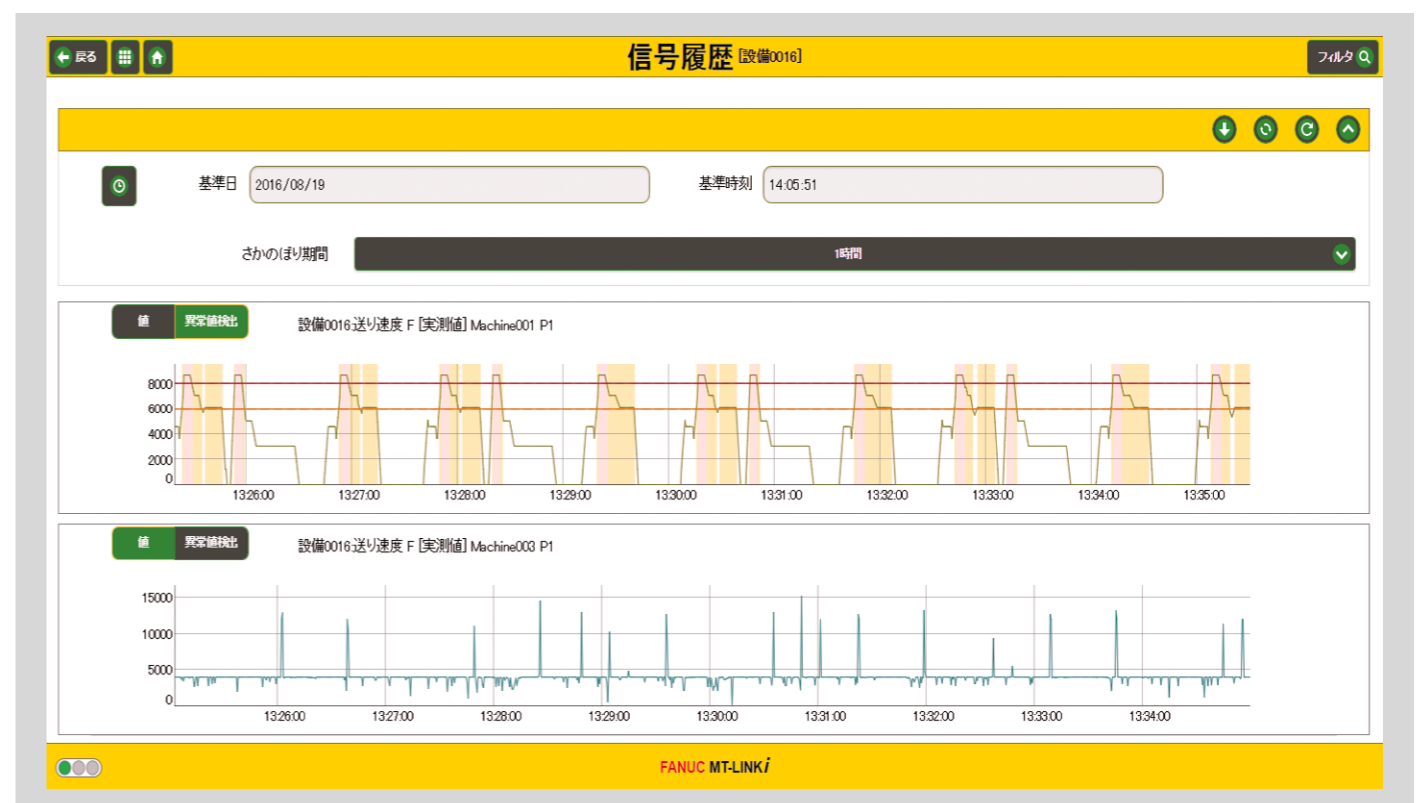 戻る
信号履歴 [設備0016]
フィルタ
基準日 2016/08/19 基準時刻 14:05:51
さかのぼり期間 1時間
値 異常値検出 設備0016:送り速度 F [実測値] Machine001 P1
8000
6000
4000
2000
0
13:26:00 13:27:00 13:28:00 13:29:00 13:30:00 13:31:00 13:32:00 13:33:00 13:34:00 13:35:00
値 異常値検出 設備0016:送り速度 F [実測値] Machine003 P1
15000
10000
5000
0
13:26:00 13:27:00 13:28:00 13:29:00 13:30:00 13:31:00 13:32:00 13:33:00 13:34:00
FANUC MT-LINKi